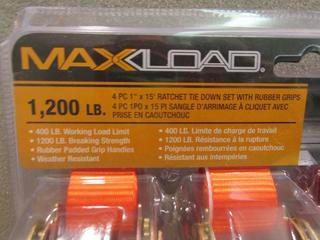 MAXXLOAD
4 PC 1" x 15' RATCHET TIE DOWN SET WITH RUBBER GRIPS
1,200 LB.
4 PC 1PO x 15 PI SANGLE D'ARRIMAGE À CLIQUET AVEC
PRISE EN CAOUTCHOUC
• 400 LB. Working Load Limit
• 1200 LB. Breaking Strength
• Rubber Padded Grip Handles
• Weather Resistant
• 400 LB. Limite de charge de travail
• 1200 LB. Résistance à la rupture
• Poignées rembourrées en caoutchouc
• Résistant aux intempéries